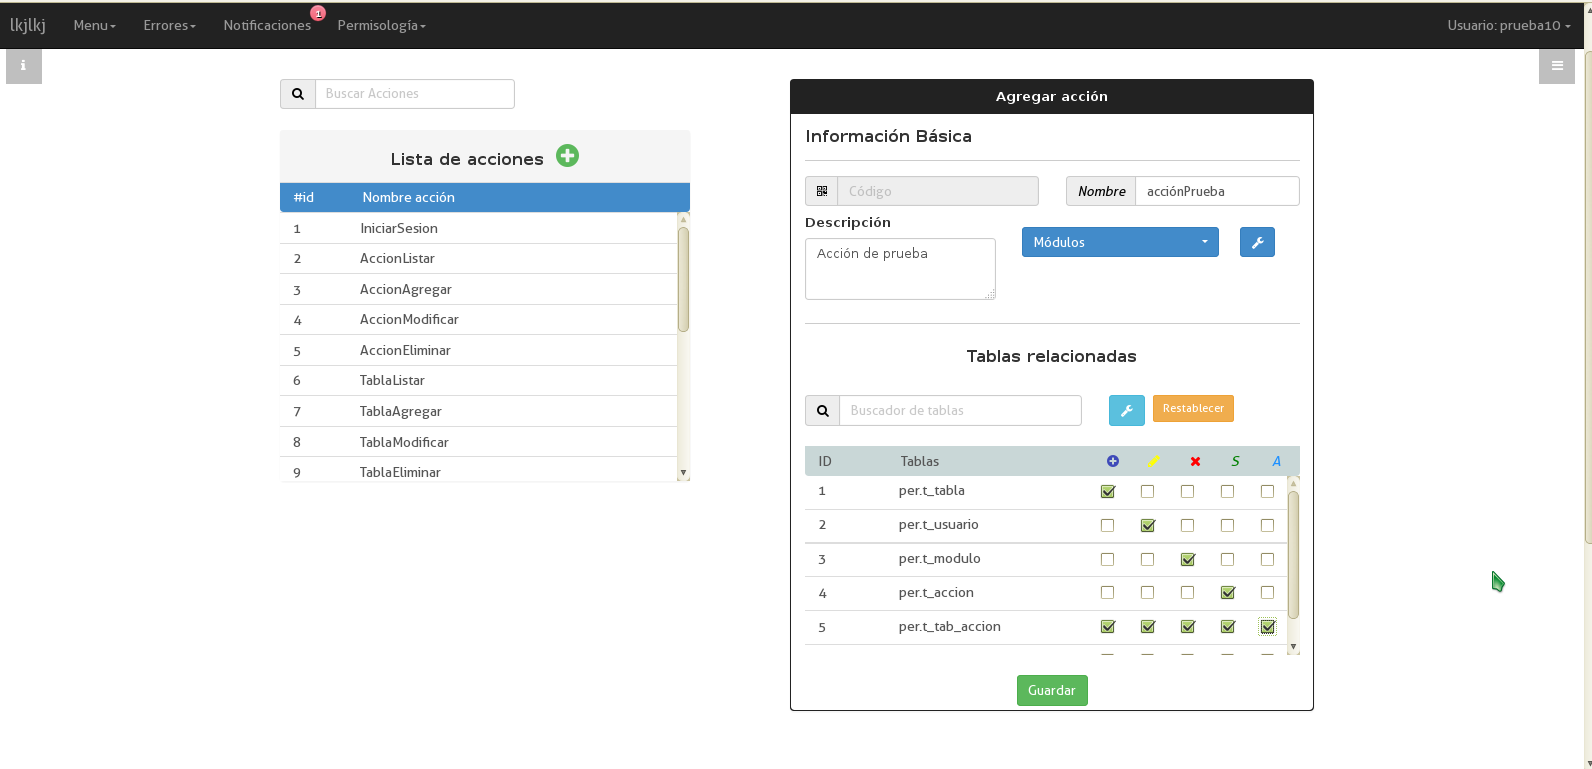 lkjlkj Menu Errores Notificaciones 1 Permisología Usuario: prueba10
Buscar Acciones
Lista de acciones
#id Nombre acción
1 IniciarSesion
2 AccionListar
3 AccionAgregar
4 AccionModificar
5 AccionEliminar
6 TablaListar
7 TablaAgregar
8 TablaModificar
9 TablaEliminar
Agregar acción
Información Básica
Código Nombre acciónPrueba
Descripción
Módulos
Acción de prueba
Tablas relacionadas
Buscador de tablas Restablecer
ID Tablas S A
1 per.t_tabla
2 per.t_usuario
3 per.t_modulo
4 per.t_accion
5 per.t_tab_accion
Guardar